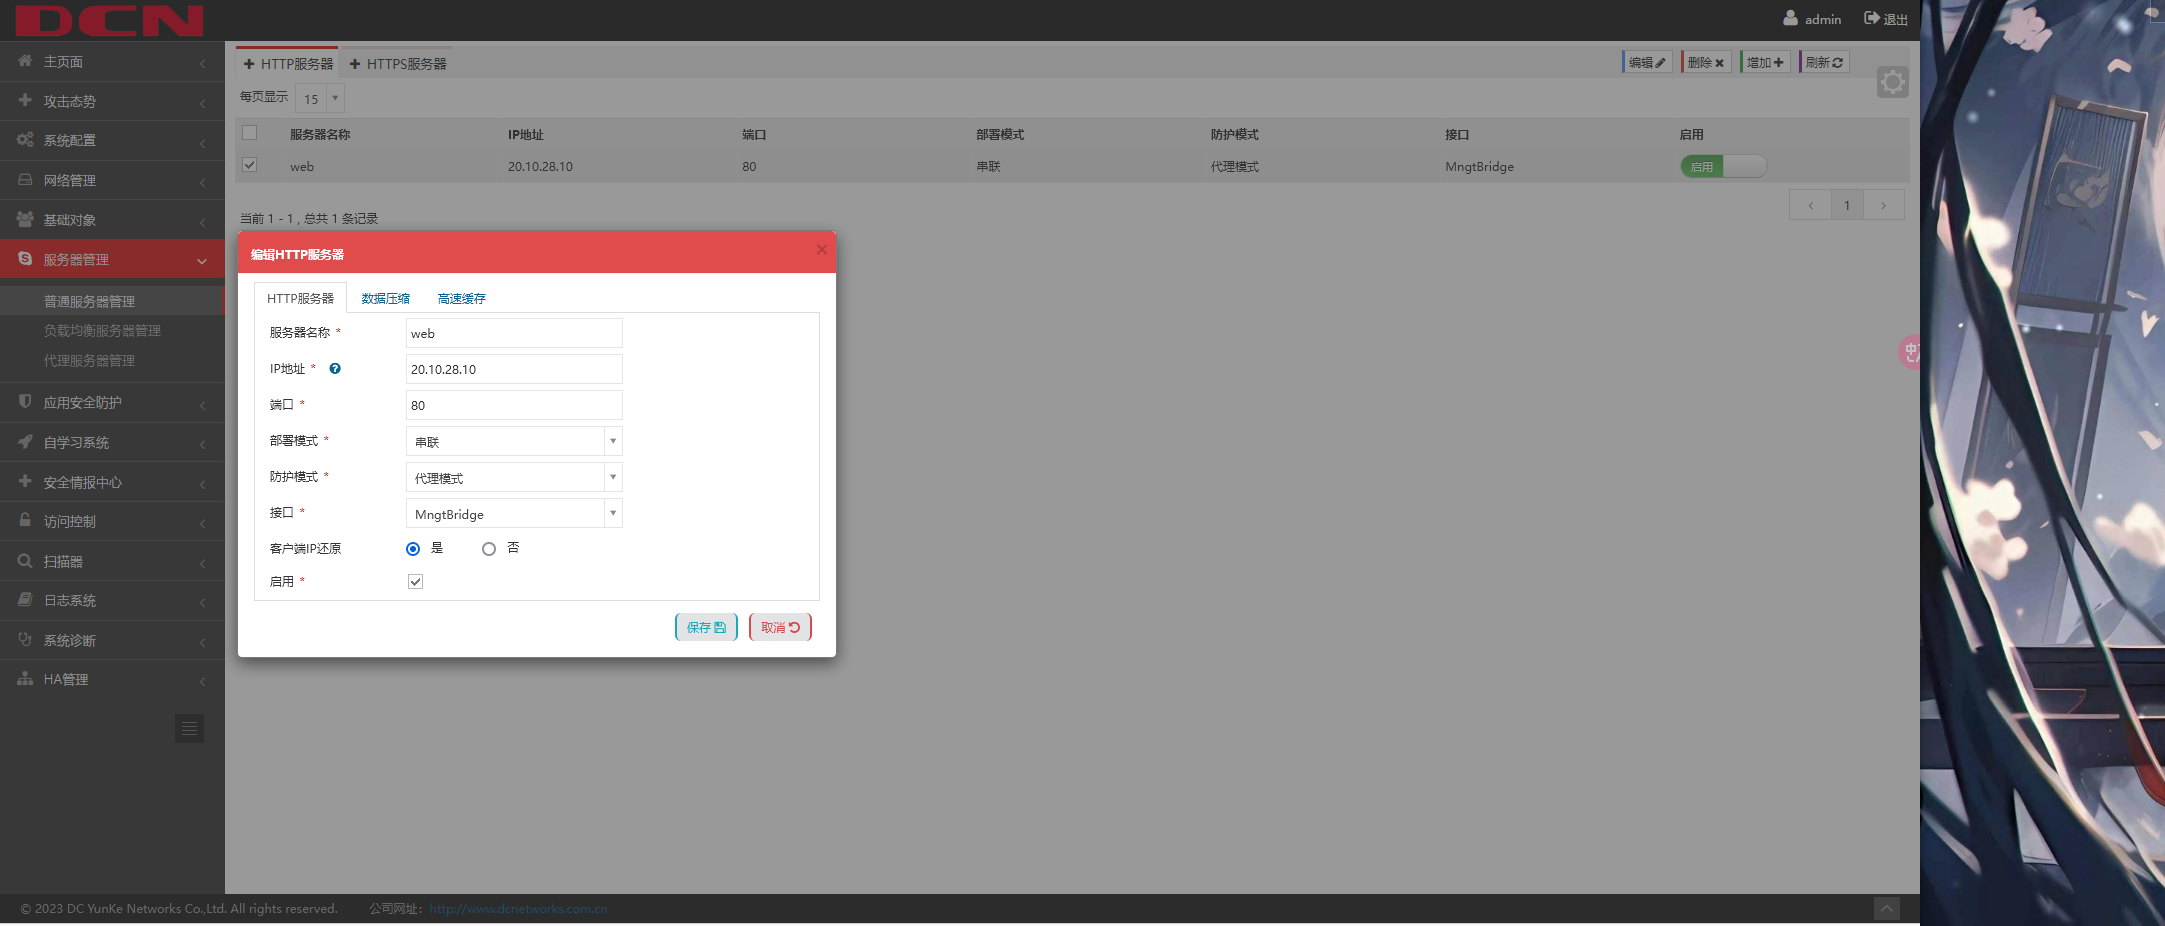 DCN
admin
退出
主页面
攻击态势
系统配置
网络管理
基础对象
服务器管理
普通服务器管理
负载均衡服务器管理
代理服务器管理
应用安全防护
自学习系统
安全情报中心
访问控制
扫描器
日志系统
系统诊断
HA管理
HTTP服务器 HTTPS服务器
编辑 删除 增加 刷新
每页显示 15
服务器名称 IP地址 端口 部署模式 防护模式 接口 启用
web 20.10.28.10 80 串联 代理模式 MngtBridge 启用
当前 1 - 1 , 总共 1 条记录
1
编辑HTTP服务器
HTTP服务器 数据压缩 高速缓存
服务器名称 * web
IP地址 * 20.10.28.10
端口 * 80
部署模式 * 串联
防护模式 * 代理模式
接口 * MngtBridge
客户端IP还原 是 否
启用 *
保存 取消
© 2023 DC YunKe Networks Co.,Ltd. All rights reserved. 公司网址: http://www.dcnetworks.com.cn